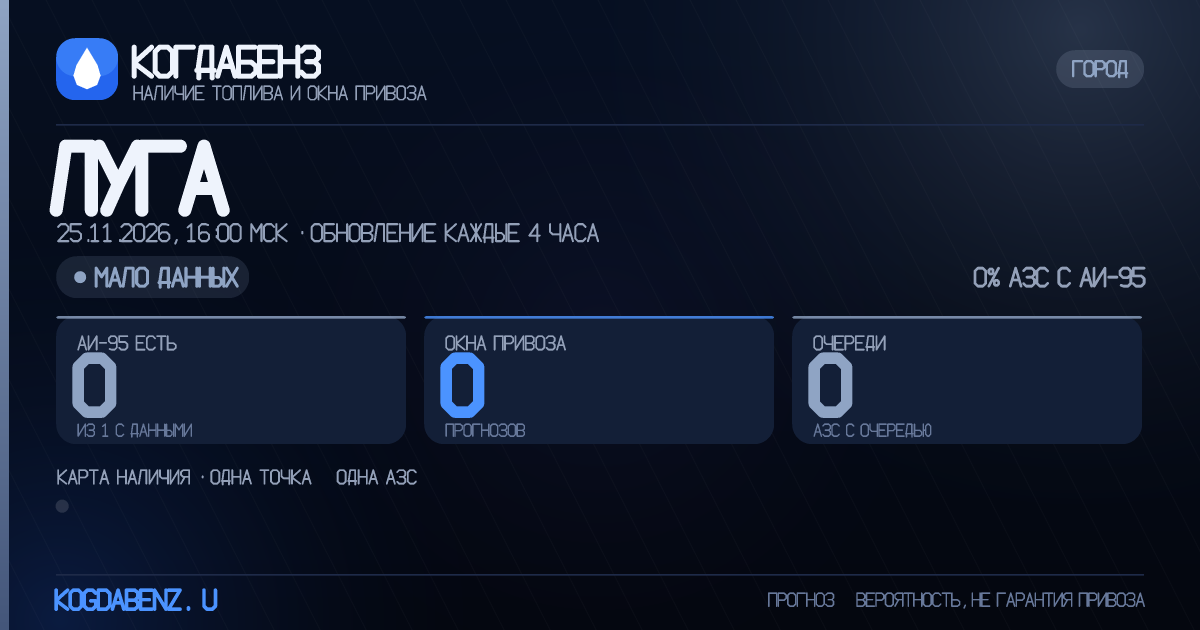 КОГДАБЕНЗ
НАЛИЧИЕ ТОПЛИВА И ОКНА ПРИВОЗА
ГОРОД
ЛУГА
25.11.2026, 16:00 МСК · ОБНОВЛЕНИЕ КАЖДЫЕ 4 ЧАСА
МАЛО ДАННЫХ
0% АЗС С АИ-95
АИ-95 ЕСТЬ
0
ИЗ 1 С ДАННЫМИ
ОКНА ПРИВОЗА
0
ПРОГНОЗОВ
ОЧЕРЕДИ
0
АЗС С ОЧЕРЕДЬЮ
КАРТА НАЛИЧИЯ · ОДНА ТОЧКА ОДНА АЗС
KOGDABENZ. U
ПРОГНОЗ ВЕРОЯТНОСТЬ, НЕ ГАРАНТИЯ ПРИВОЗА